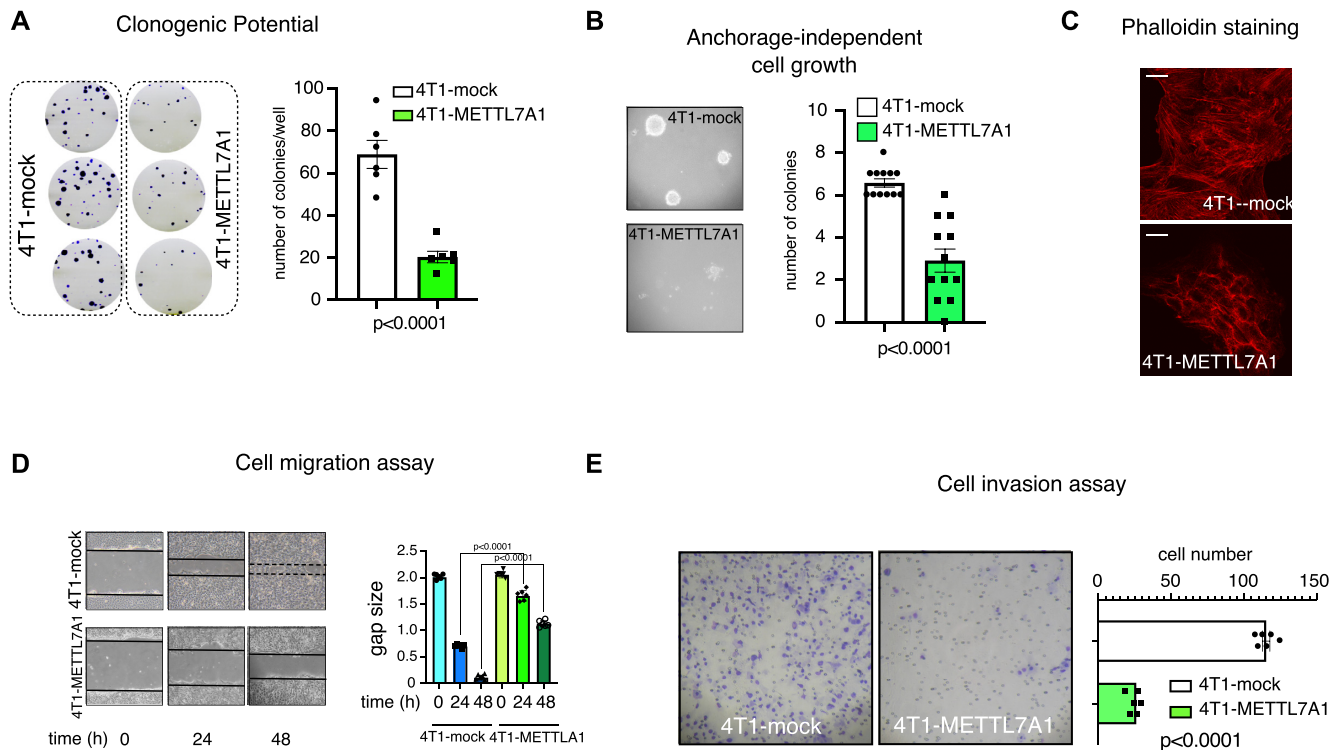 A
Clonogenic Potential
4T1-mock
4T1-METTL7A1
number of colonies/well
100
80
60
40
20
0
4T1-mock
4T1-METTL7A1
p<0.0001
B
Anchorage-independent
cell growth
4T1-mock
4T1-METTL7A1
number of colonies
10
8
6
4
2
0
4T1-mock
4T1-METTL7A1
p<0.0001
C
Phalloidin staining
4T1--mock
4T1-METTL7A1
D
Cell migration assay
4T1-mock
4T1-METTL7A1
time (h) 0 24 48
gap size
2.5
2.0
1.5
1.0
0.5
0
p<0.0001
p<0.0001
time (h) 0 24 48 0 24 48
4T1-mock 4T1-METTLA1
E
Cell invasion assay
4T1-mock
4T1-METTL7A1
cell number
0 50 100 150
4T1-mock
4T1-METTL7A1
p<0.0001